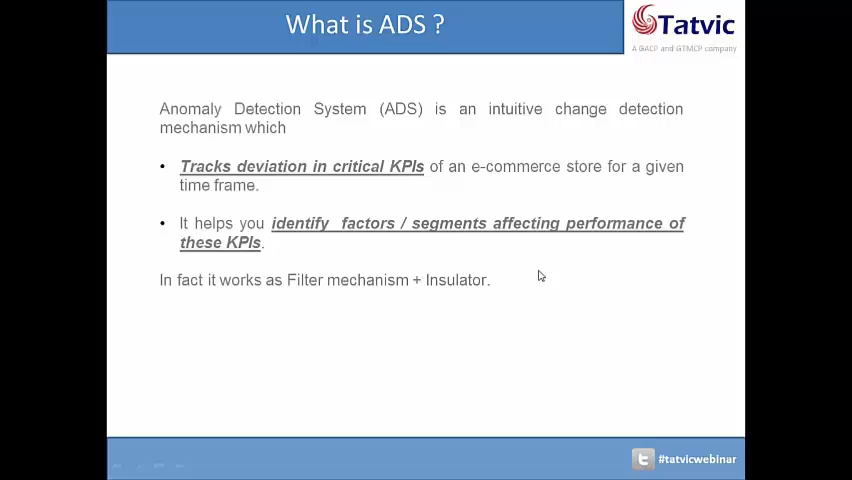 What is ADS ?
Tatvic
A GACP and GTMCP company
Anomaly Detection System (ADS) is an intuitive change detection
mechanism which
• Tracks deviation in critical KPIs of an e-commerce store for a given
time frame.
• It helps you identify factors / segments affecting performance of
these KPIs.
In fact it works as Filter mechanism + Insulator.
#tatvicwebinar